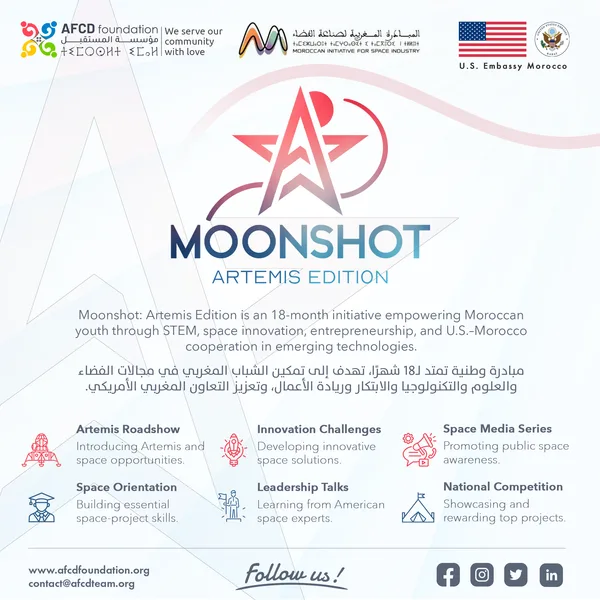 AFCD foundation
مؤسسة المستقبل
We serve our
community
with love
المبادرة المغربية لصناعة الفضاء
MOROCCAN INITIATIVE FOR SPACE INDUSTRY
U.S. Embassy Morocco
MOONSHOT
ARTEMIS EDITION
Moonshot: Artemis Edition is an 18-month initiative empowering Moroccan
youth through STEM, space innovation, entrepreneurship, and U.S.–Morocco
cooperation in emerging technologies.
مبادرة وطنية تمتد لـ18 شهرًا، تهدف إلى تمكين الشباب المغربي في مجالات الفضاء
والعلوم والتكنولوجيا والابتكار وريادة الأعمال، وتعزيز التعاون المغربي الأمريكي.
Artemis Roadshow
Introducing Artemis and
space opportunities.
Innovation Challenges
Developing innovative
space solutions.
Space Media Series
Promoting public space
awareness.
Space Orientation
Building essential
space-project skills.
Leadership Talks
Learning from American
space experts.
National Competition
Showcasing and
rewarding top projects.
www.afcdfoundation.org
contact@afcdteam.org
Follow us!